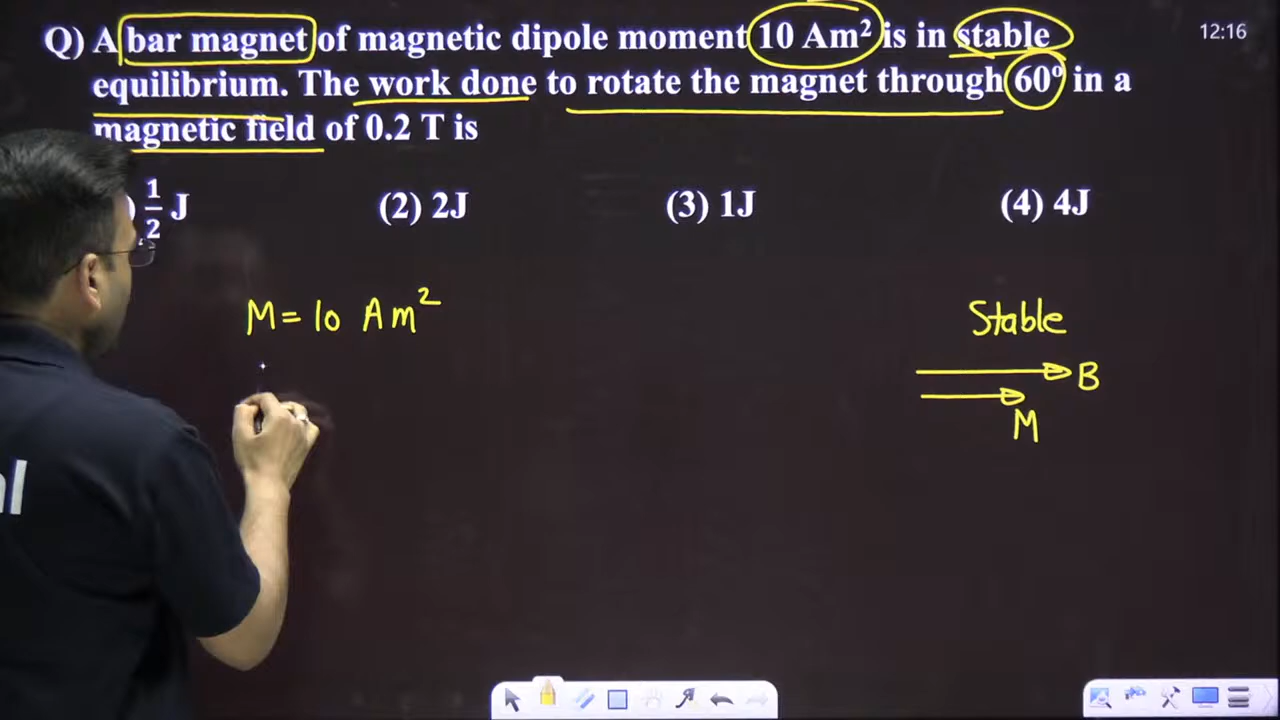 Q) A bar magnet of magnetic dipole moment 10 Am² is in stable
12:16
equilibrium. The work done to rotate the magnet through 60° in a
magnetic field of 0.2 T is
) 1/2 J (2) 2J (3) 1J (4) 4J
M = 10 Am²
Stable
B
M
al